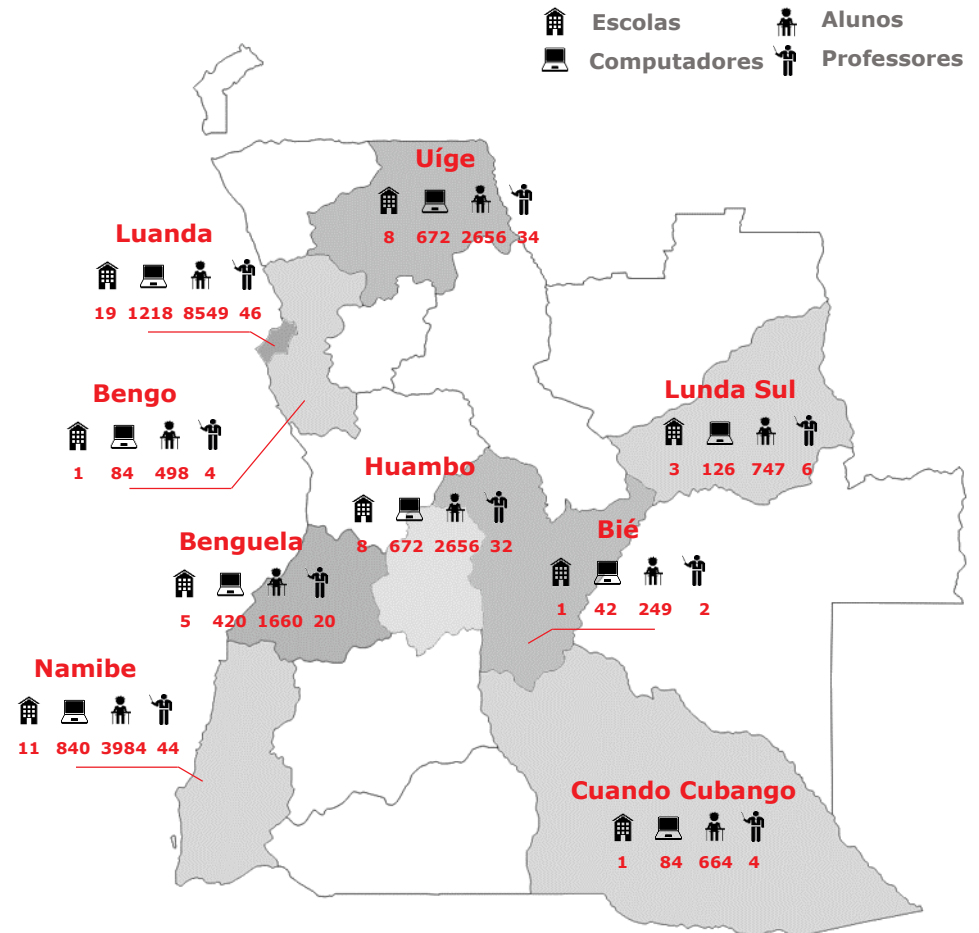 Escolas
Alunos
Computadores
Professores
Uíge
8 672 2656 34
Luanda
19 1218 8549 46
Bengo
1 84 498 4
Lunda Sul
3 126 747 6
Huambo
8 672 2656 32
Benguela
5 420 1660 20
Bié
1 42 249 2
Namibe
11 840 3984 44
Cuando Cubango
1 84 664 4